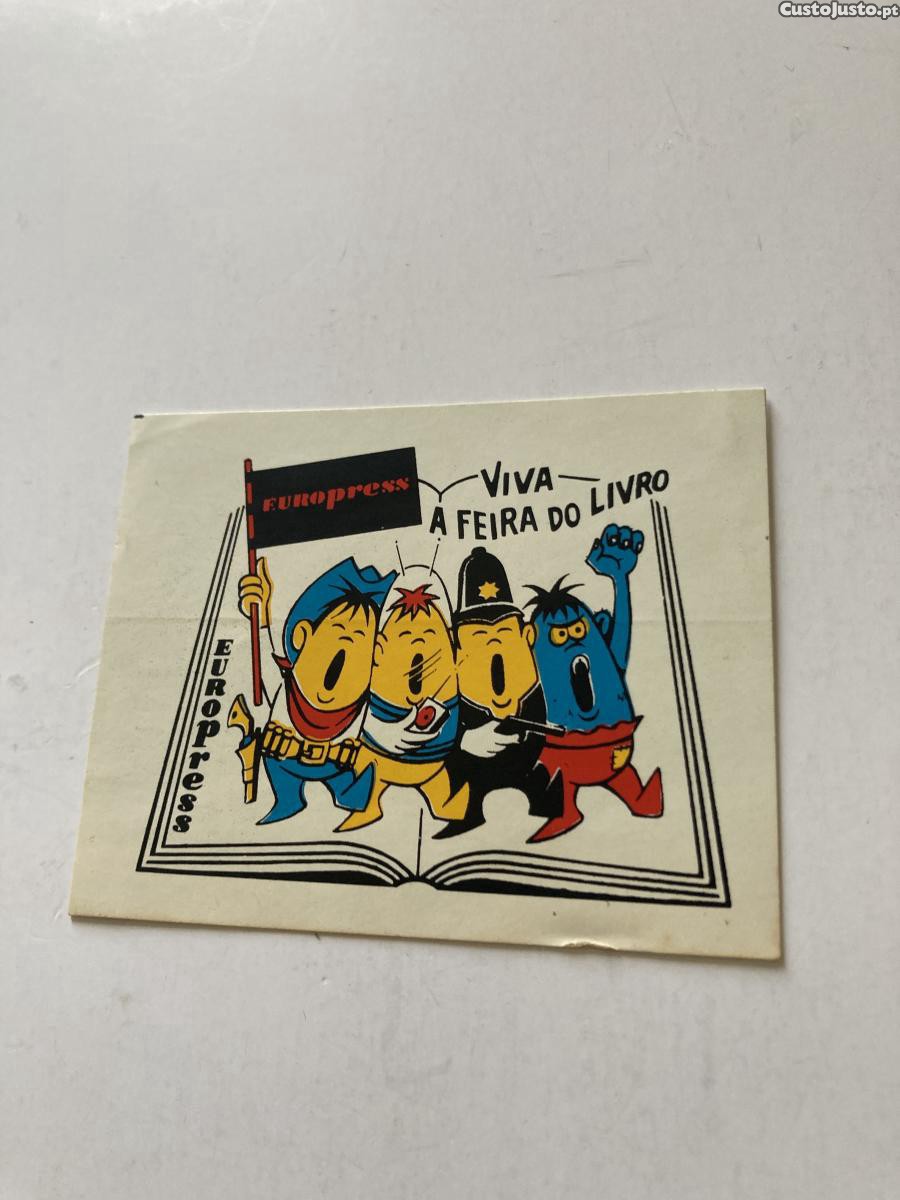 CustoJusto.pt
EUROpress
VIVA
A FEIRA DO LIVRO
EUROPress